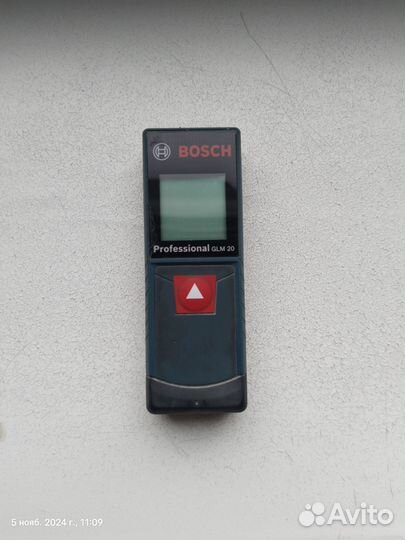 BOSCH
Professional GLM 20
5 нояб. 2024 г., 11:09
Avito